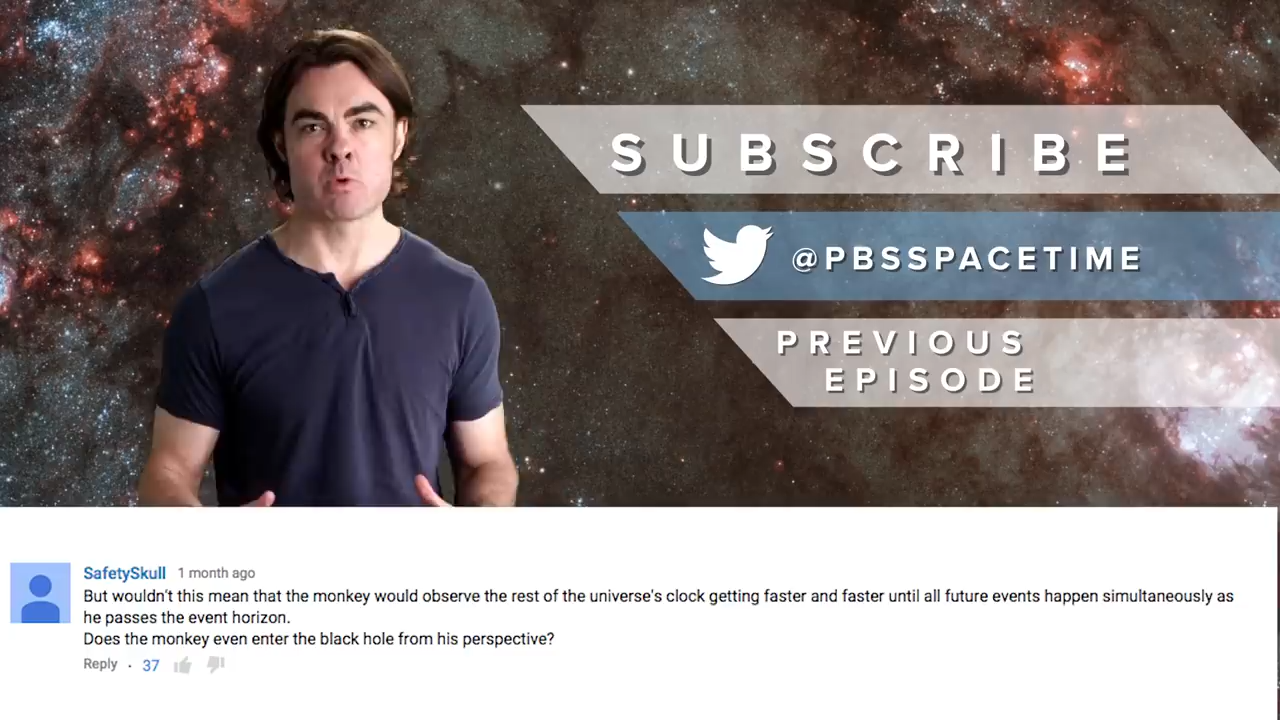 SUBSCRIBE
@PBSSPACETIME
PREVIOUS
EPISODE
SafetySkull 1 month ago
But wouldn't this mean that the monkey would observe the rest of the universe's clock getting faster and faster until all future events happen simultaneously as
he passes the event horizon.
Does the monkey even enter the black hole from his perspective?
Reply · 37